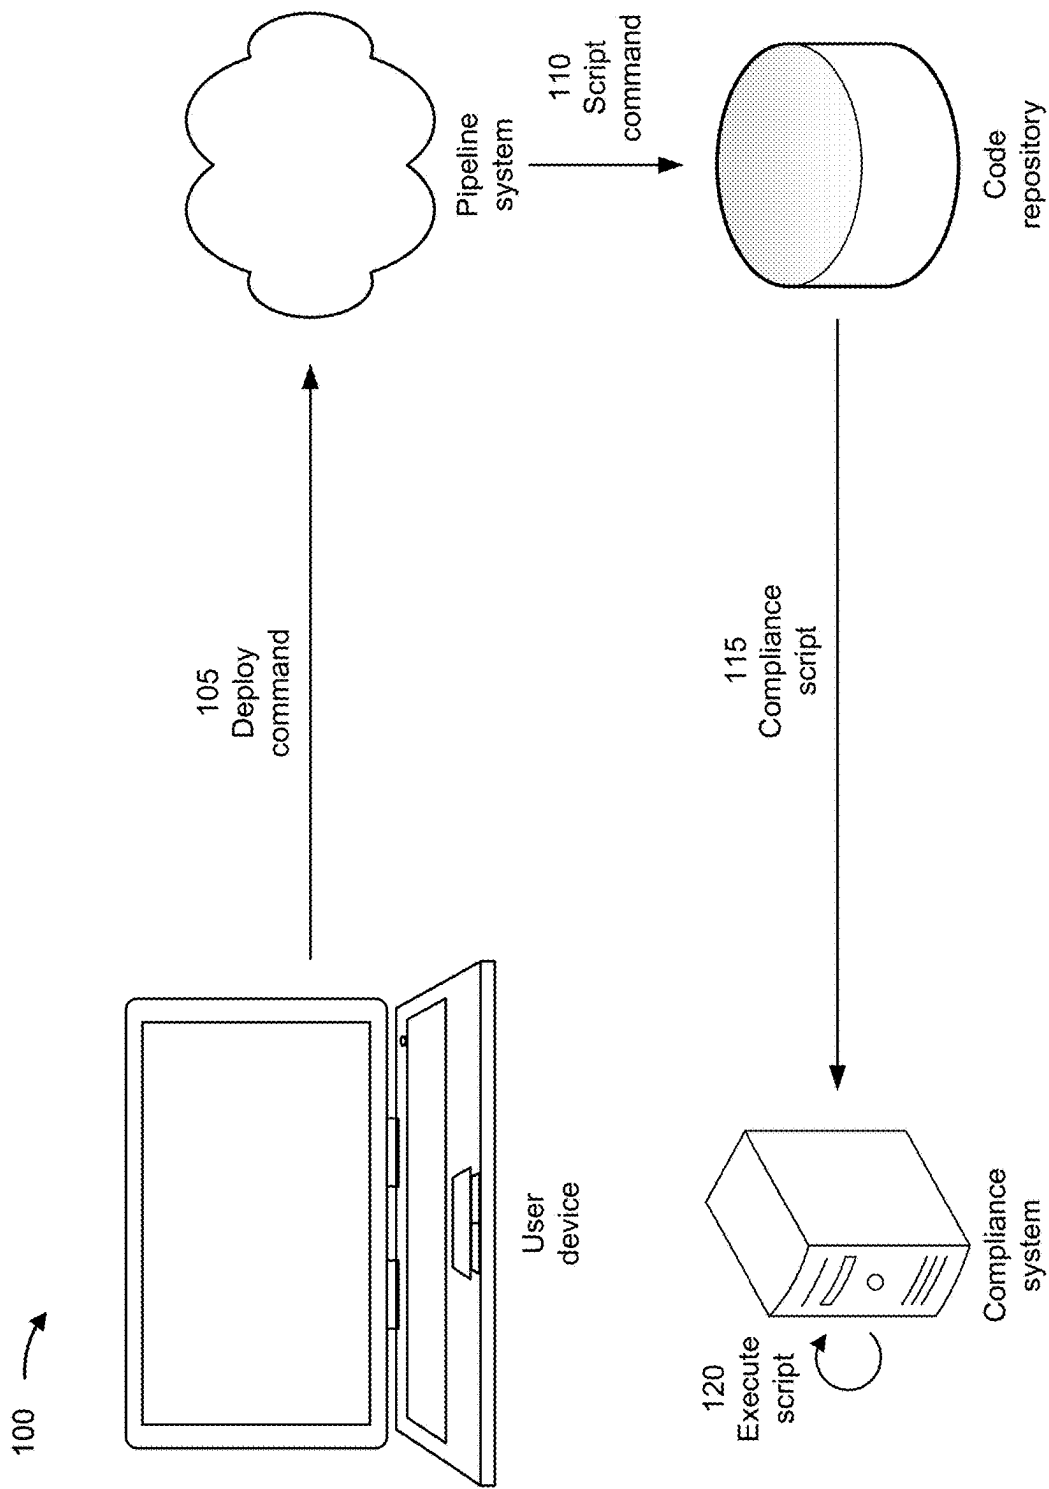 100
105
Deploy
command
Pipeline
system
User
device
110
Script
command
115
Compliance
script
120
Execute
script
Compliance
system
Code
repository